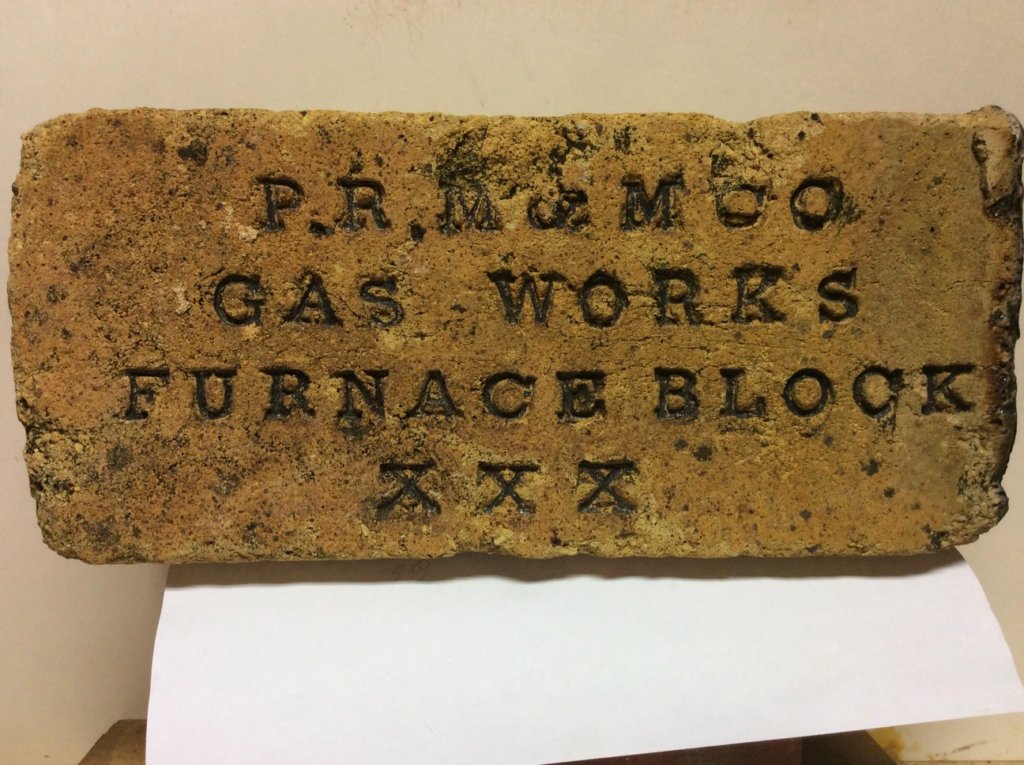 P.R.M & M CO
GAS WORKS
FURNACE BLOCK
XXX